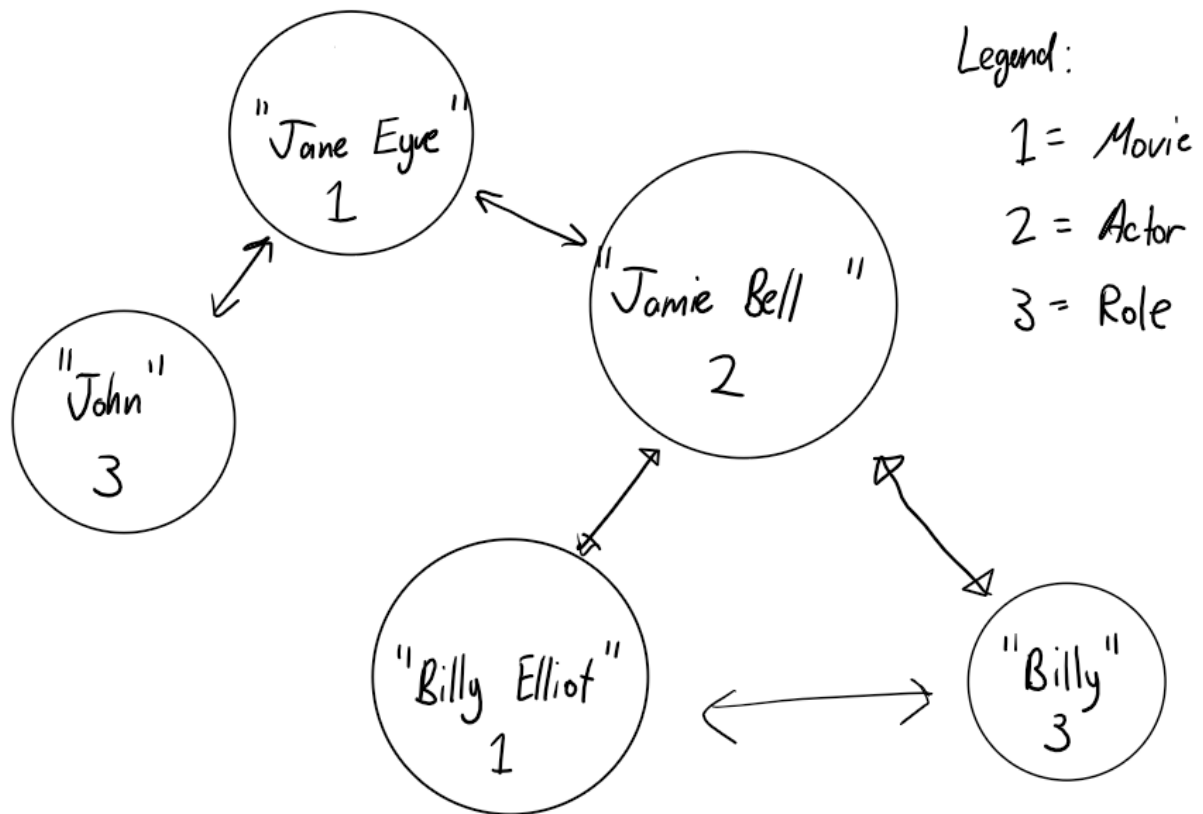 "Jane Eyre"
1
"Jamie Bell"
2
"John"
3
"Billy Elliot"
1
"Billy"
3
Legend:
1 = Movie
2 = Actor
3 = Role